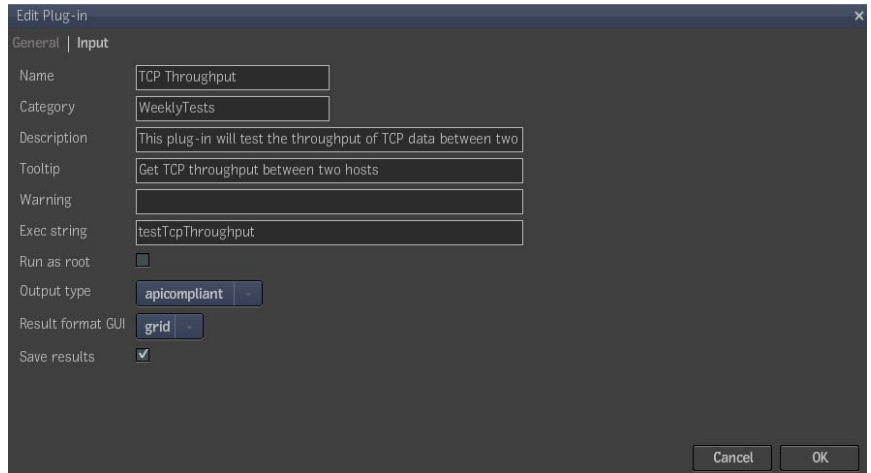 Edit Plug-in
General | Input
Name TCP Throughput
Category WeeklyTests
Description This plug-in will test the throughput of TCP data between two
Tooltip Get TCP throughput between two hosts
Warning
Exec string testTcpThroughput
Run as root
Output type apicompliant
Result format GUI grid
Save results
Cancel OK